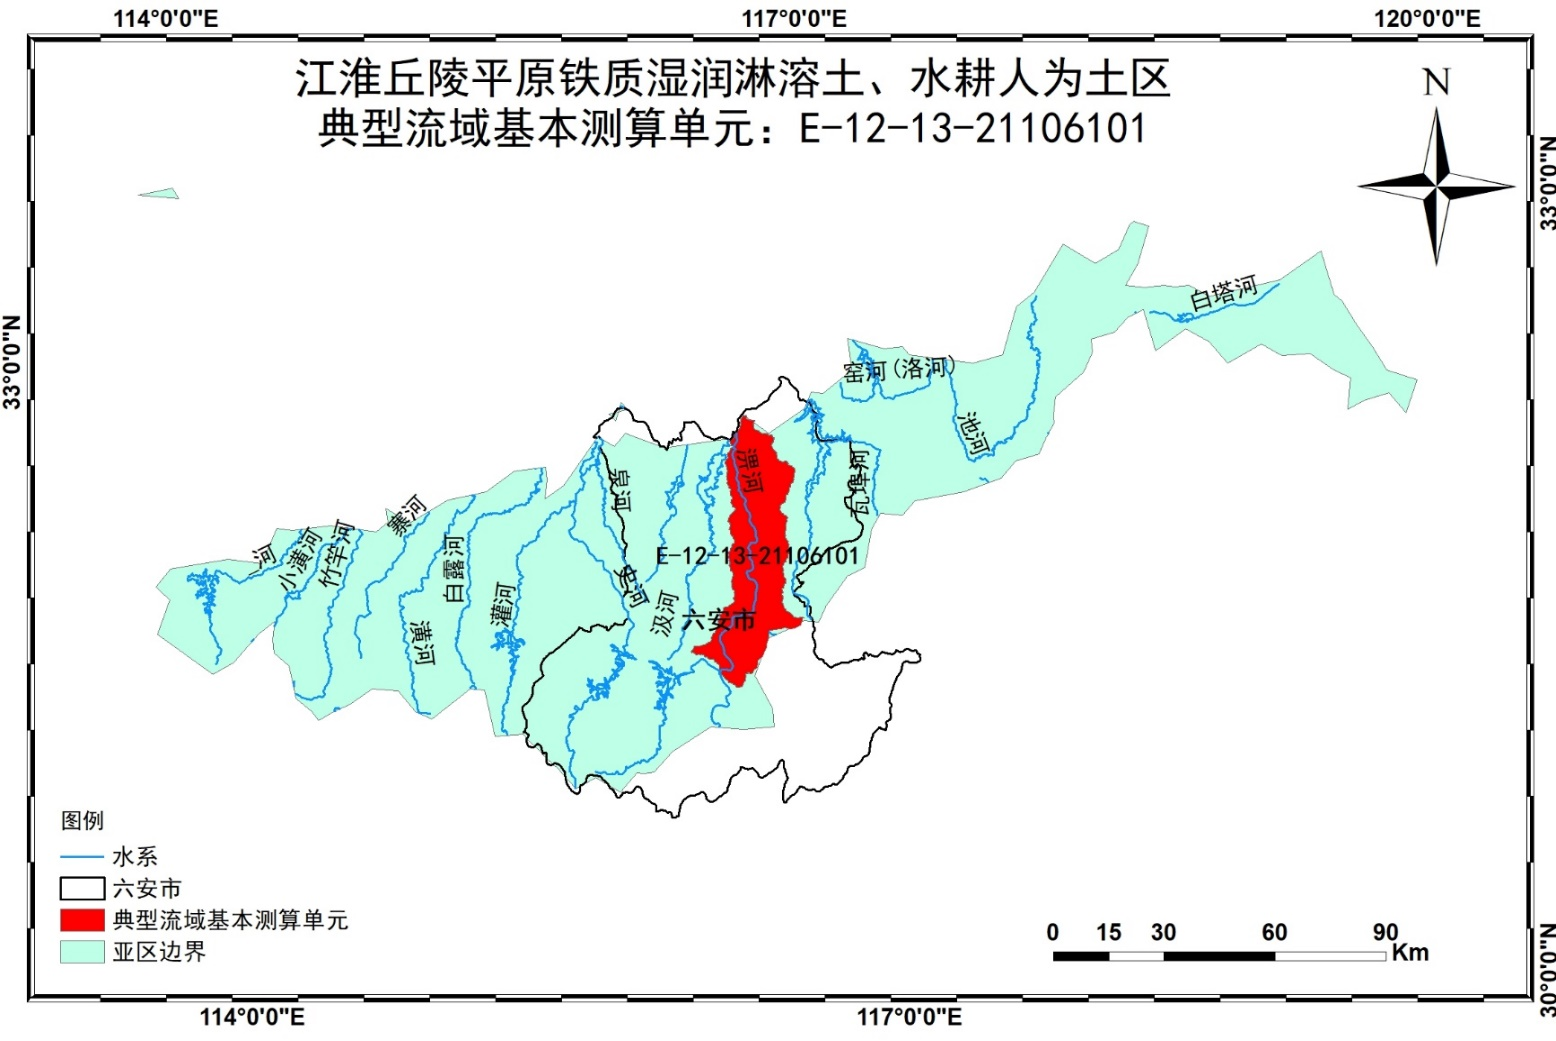 114°0'0"E
117°0'0"E
120°0'0"E
江淮丘陵平原铁质湿润淋溶土、水耕人为土区
典型流域基本测算单元：E-12-13-21106101
N
33°0'0"N
33°0'0"N
白塔河
窑河(洛河)
池河
淠河
瓦埠河
泉河
史河
汲河
E-12-13-21106101
六安市
寨河
河
小潢河
竹竿河
白露河
潢河
灌河
图例
水系
六安市
典型流域基本测算单元
亚区边界
0 15 30 60 90
Km
30°0'0"N
114°0'0"E
117°0'0"E